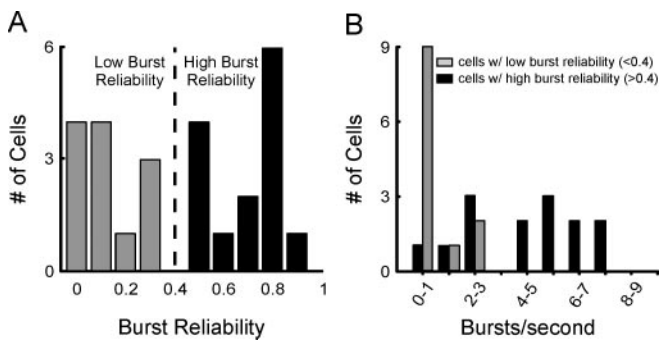 A
B
6
3
0
# of Cells
Low Burst
Reliability
High Burst
Reliability
0
0.2
0.4
0.6
0.8
1
Burst Reliability
9
6
3
0
# of Cells
cells w/ low burst reliability (<0.4)
cells w/ high burst reliability (>0.4)
0-1
2-3
4-5
6-7
8-9
Bursts/second